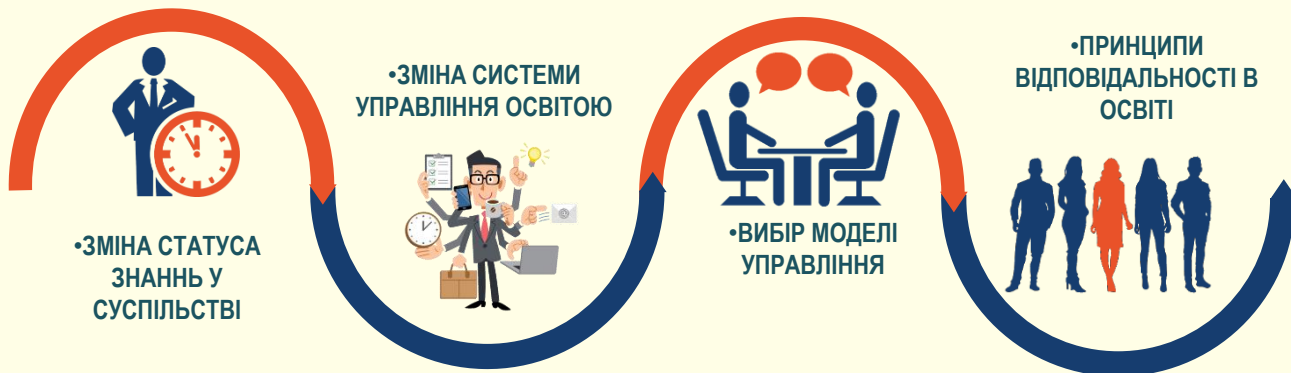 •ЗМІНА СТАТУСА
ЗНАННЬ У
СУСПІЛЬСТВІ
•ЗМІНА СИСТЕМИ
УПРАВЛІННЯ ОСВІТОЮ
•ВИБІР МОДЕЛІ
УПРАВЛІННЯ
•ПРИНЦИПИ
ВІДПОВІДАЛЬНОСТІ В
ОСВІТІ